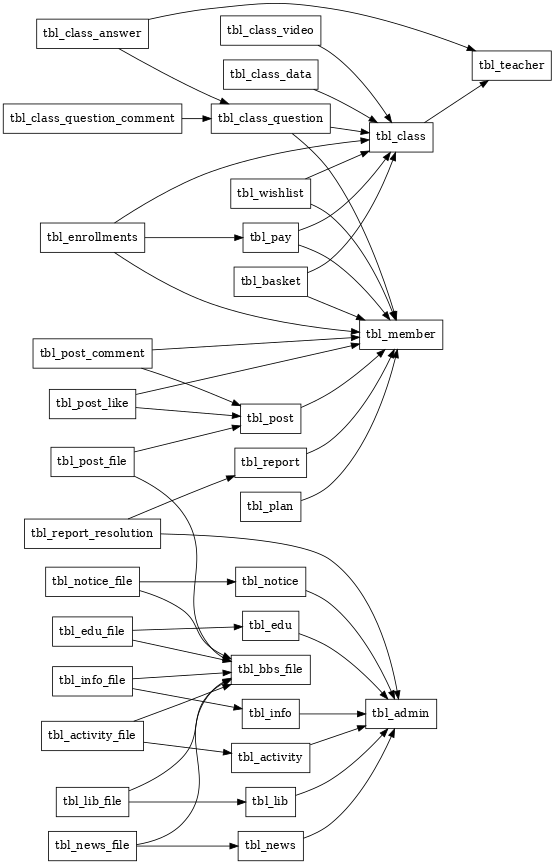 tbl_class_answer
tbl_class_video
tbl_teacher
tbl_class_data
tbl_class_question_comment
tbl_class_question
tbl_class
tbl_wishlist
tbl_enrollments
tbl_pay
tbl_basket
tbl_member
tbl_post_comment
tbl_post_like
tbl_post
tbl_post_file
tbl_report
tbl_plan
tbl_report_resolution
tbl_notice_file
tbl_notice
tbl_edu_file
tbl_edu
tbl_bbs_file
tbl_info_file
tbl_info
tbl_admin
tbl_activity_file
tbl_activity
tbl_lib_file
tbl_lib
tbl_news_file
tbl_news